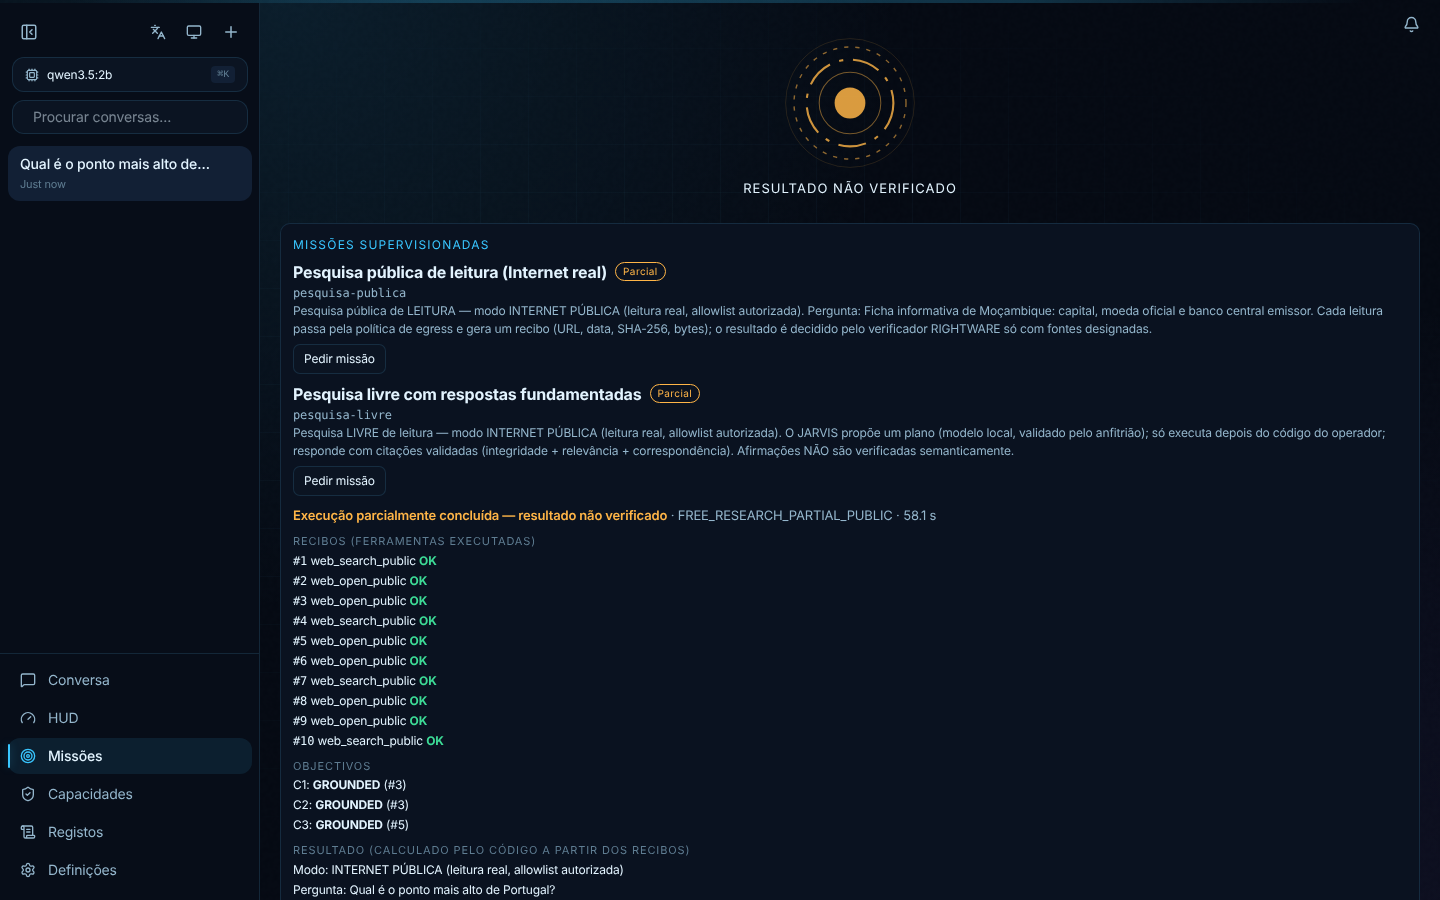 qwen3.5:2b
⌘K
Procurar conversas...
Qual é o ponto mais alto de...
Just now
RESULTADO NÃO VERIFICADO
MISSÕES SUPERVISIONADAS
Pesquisa pública de leitura (Internet real) Parcial
pesquisa-publica
Pesquisa pública de LEITURA — modo INTERNET PÚBLICA (leitura real, allowlist autorizada). Pergunta: Ficha informativa de Moçambique: capital, moeda oficial e banco central emissor. Cada leitura
passa pela política de egress e gera um recibo (URL, data, SHA-256, bytes); o resultado é decidido pelo verificador RIGHTWARE só com fontes designadas.
Pedir missão
Pesquisa livre com respostas fundamentadas Parcial
pesquisa-livre
Pesquisa LIVRE de leitura — modo INTERNET PÚBLICA (leitura real, allowlist autorizada). O JARVIS propõe um plano (modelo local, validado pelo anfitrião); só executa depois do código do operador;
responde com citações validadas (integridade + relevância + correspondência). Afirmações NÃO são verificadas semanticamente.
Pedir missão
Execução parcialmente concluída — resultado não verificado · FREE_RESEARCH_PARTIAL_PUBLIC · 58.1 s
RECIBOS (FERRAMENTAS EXECUTADAS)
#1 web_search_public OK
#2 web_open_public OK
#3 web_open_public OK
#4 web_search_public OK
#5 web_open_public OK
#6 web_open_public OK
#7 web_search_public OK
#8 web_open_public OK
#9 web_open_public OK
#10 web_search_public OK
OBJECTIVOS
C1: GROUNDED (#3)
C2: GROUNDED (#3)
C3: GROUNDED (#5)
RESULTADO (CALCULADO PELO CÓDIGO A PARTIR DOS RECIBOS)
Modo: INTERNET PÚBLICA (leitura real, allowlist autorizada)
Pergunta: Qual é o ponto mais alto de Portugal?
Conversa
HUD
Missões
Capacidades
Registos
Definições